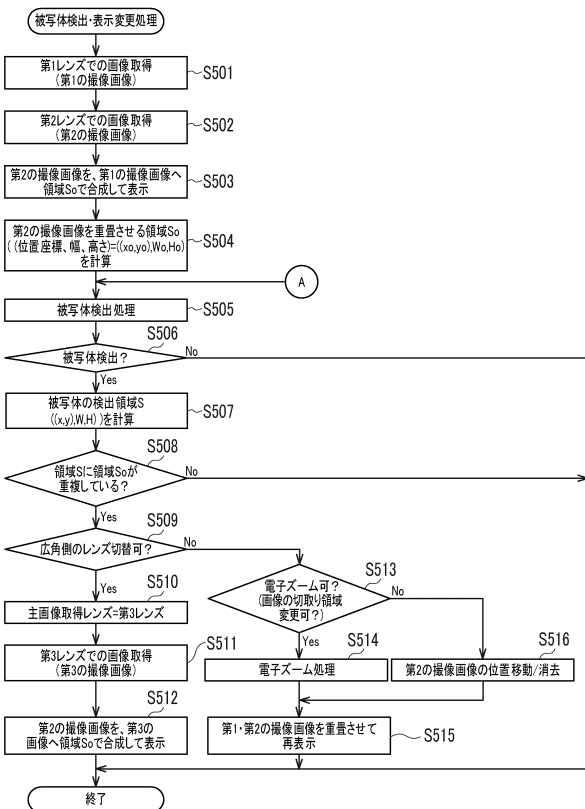 被写体検出・表示変更処理
第1レンズでの画像取得
(第1の撮像画像)
S501
第2レンズでの画像取得
(第2の撮像画像)
S502
第2の撮像画像を、第1の撮像画像へ
領域Soで合成して表示
S503
第2の撮像画像を重畳させる領域So
( (位置座標、幅、高さ)=((xo,yo),Wo,Ho)
を計算
S504
A
被写体検出処理
S505
S506
被写体検出?
No
Yes
被写体の検出領域S
((x,y),W,H) )を計算
S507
S508
領域Sに領域Soが
重複している?
No
Yes
S509
広角側のレンズ切替可?
No
Yes
S510
主画像取得レンズ=第3レンズ
第3レンズでの画像取得
(第3の撮像画像)
S511
S512
第2の撮像画像を、第3の
画像へ領域Soで合成して表示
S513
電子ズーム可?
(画像の切取り領域
変更可?)
No
Yes
S514
電子ズーム処理
S516
第2の撮像画像の位置移動/消去
第1・第2の撮像画像を重畳させて
再表示
S515
終了